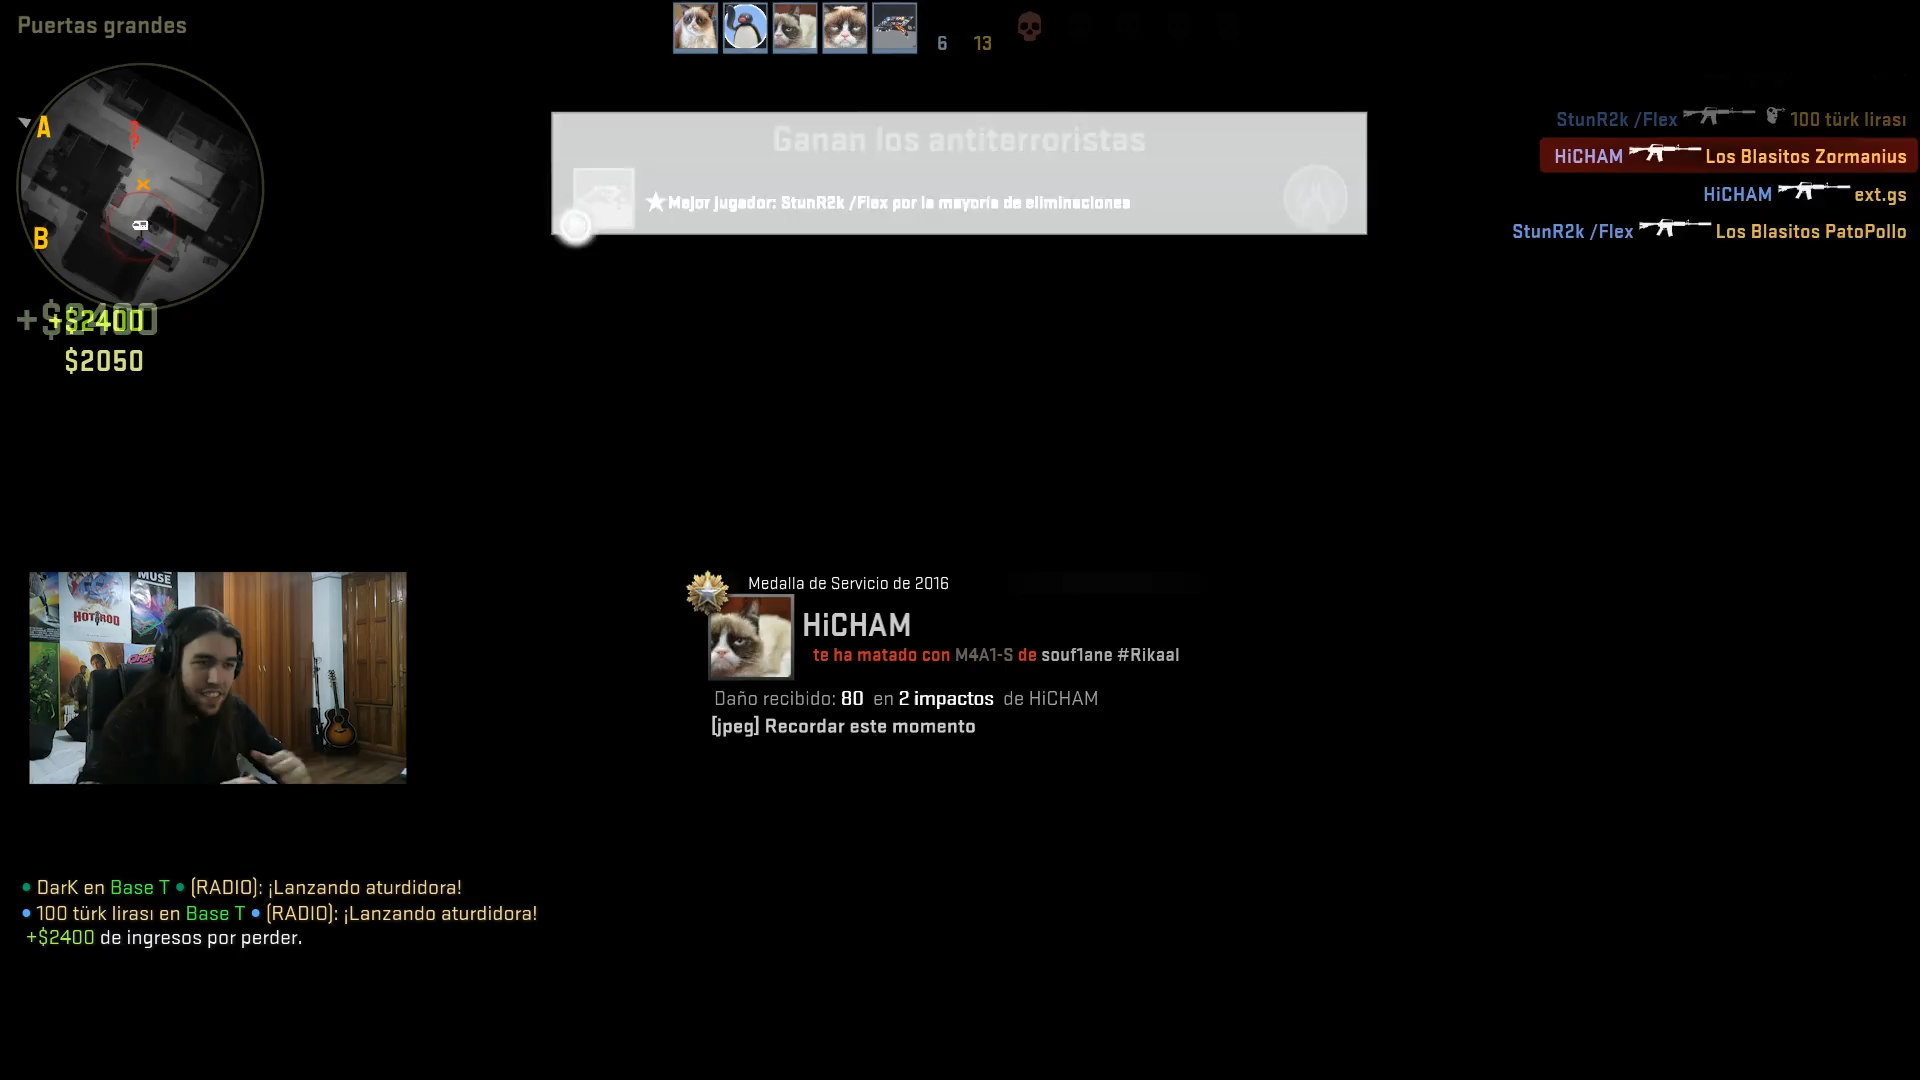 Puertas grandes
6 13
A
B
+$2400
+$2400
$2050
Ganan los antiterroristas
★Mejor jugador: StunR2k /Flex por la mayoría de eliminaciones
StunR2k /Flex 100 türk lirası
HiCHAM Los Blasitos Zormanius
HiCHAM ext.gs
StunR2k /Flex Los Blasitos PatoPollo
MUSE
HOT ROD
Medalla de Servicio de 2016
HiCHAM
te ha matado con M4A1-S de souf1ane #Rikaal
Daño recibido: 80 en 2 impactos de HiCHAM
[jpeg] Recordar este momento
• DarK en Base T • (RADIO): ¡Lanzando aturdidora!
• 100 türk lirası en Base T • (RADIO): ¡Lanzando aturdidora!
+$2400 de ingresos por perder.